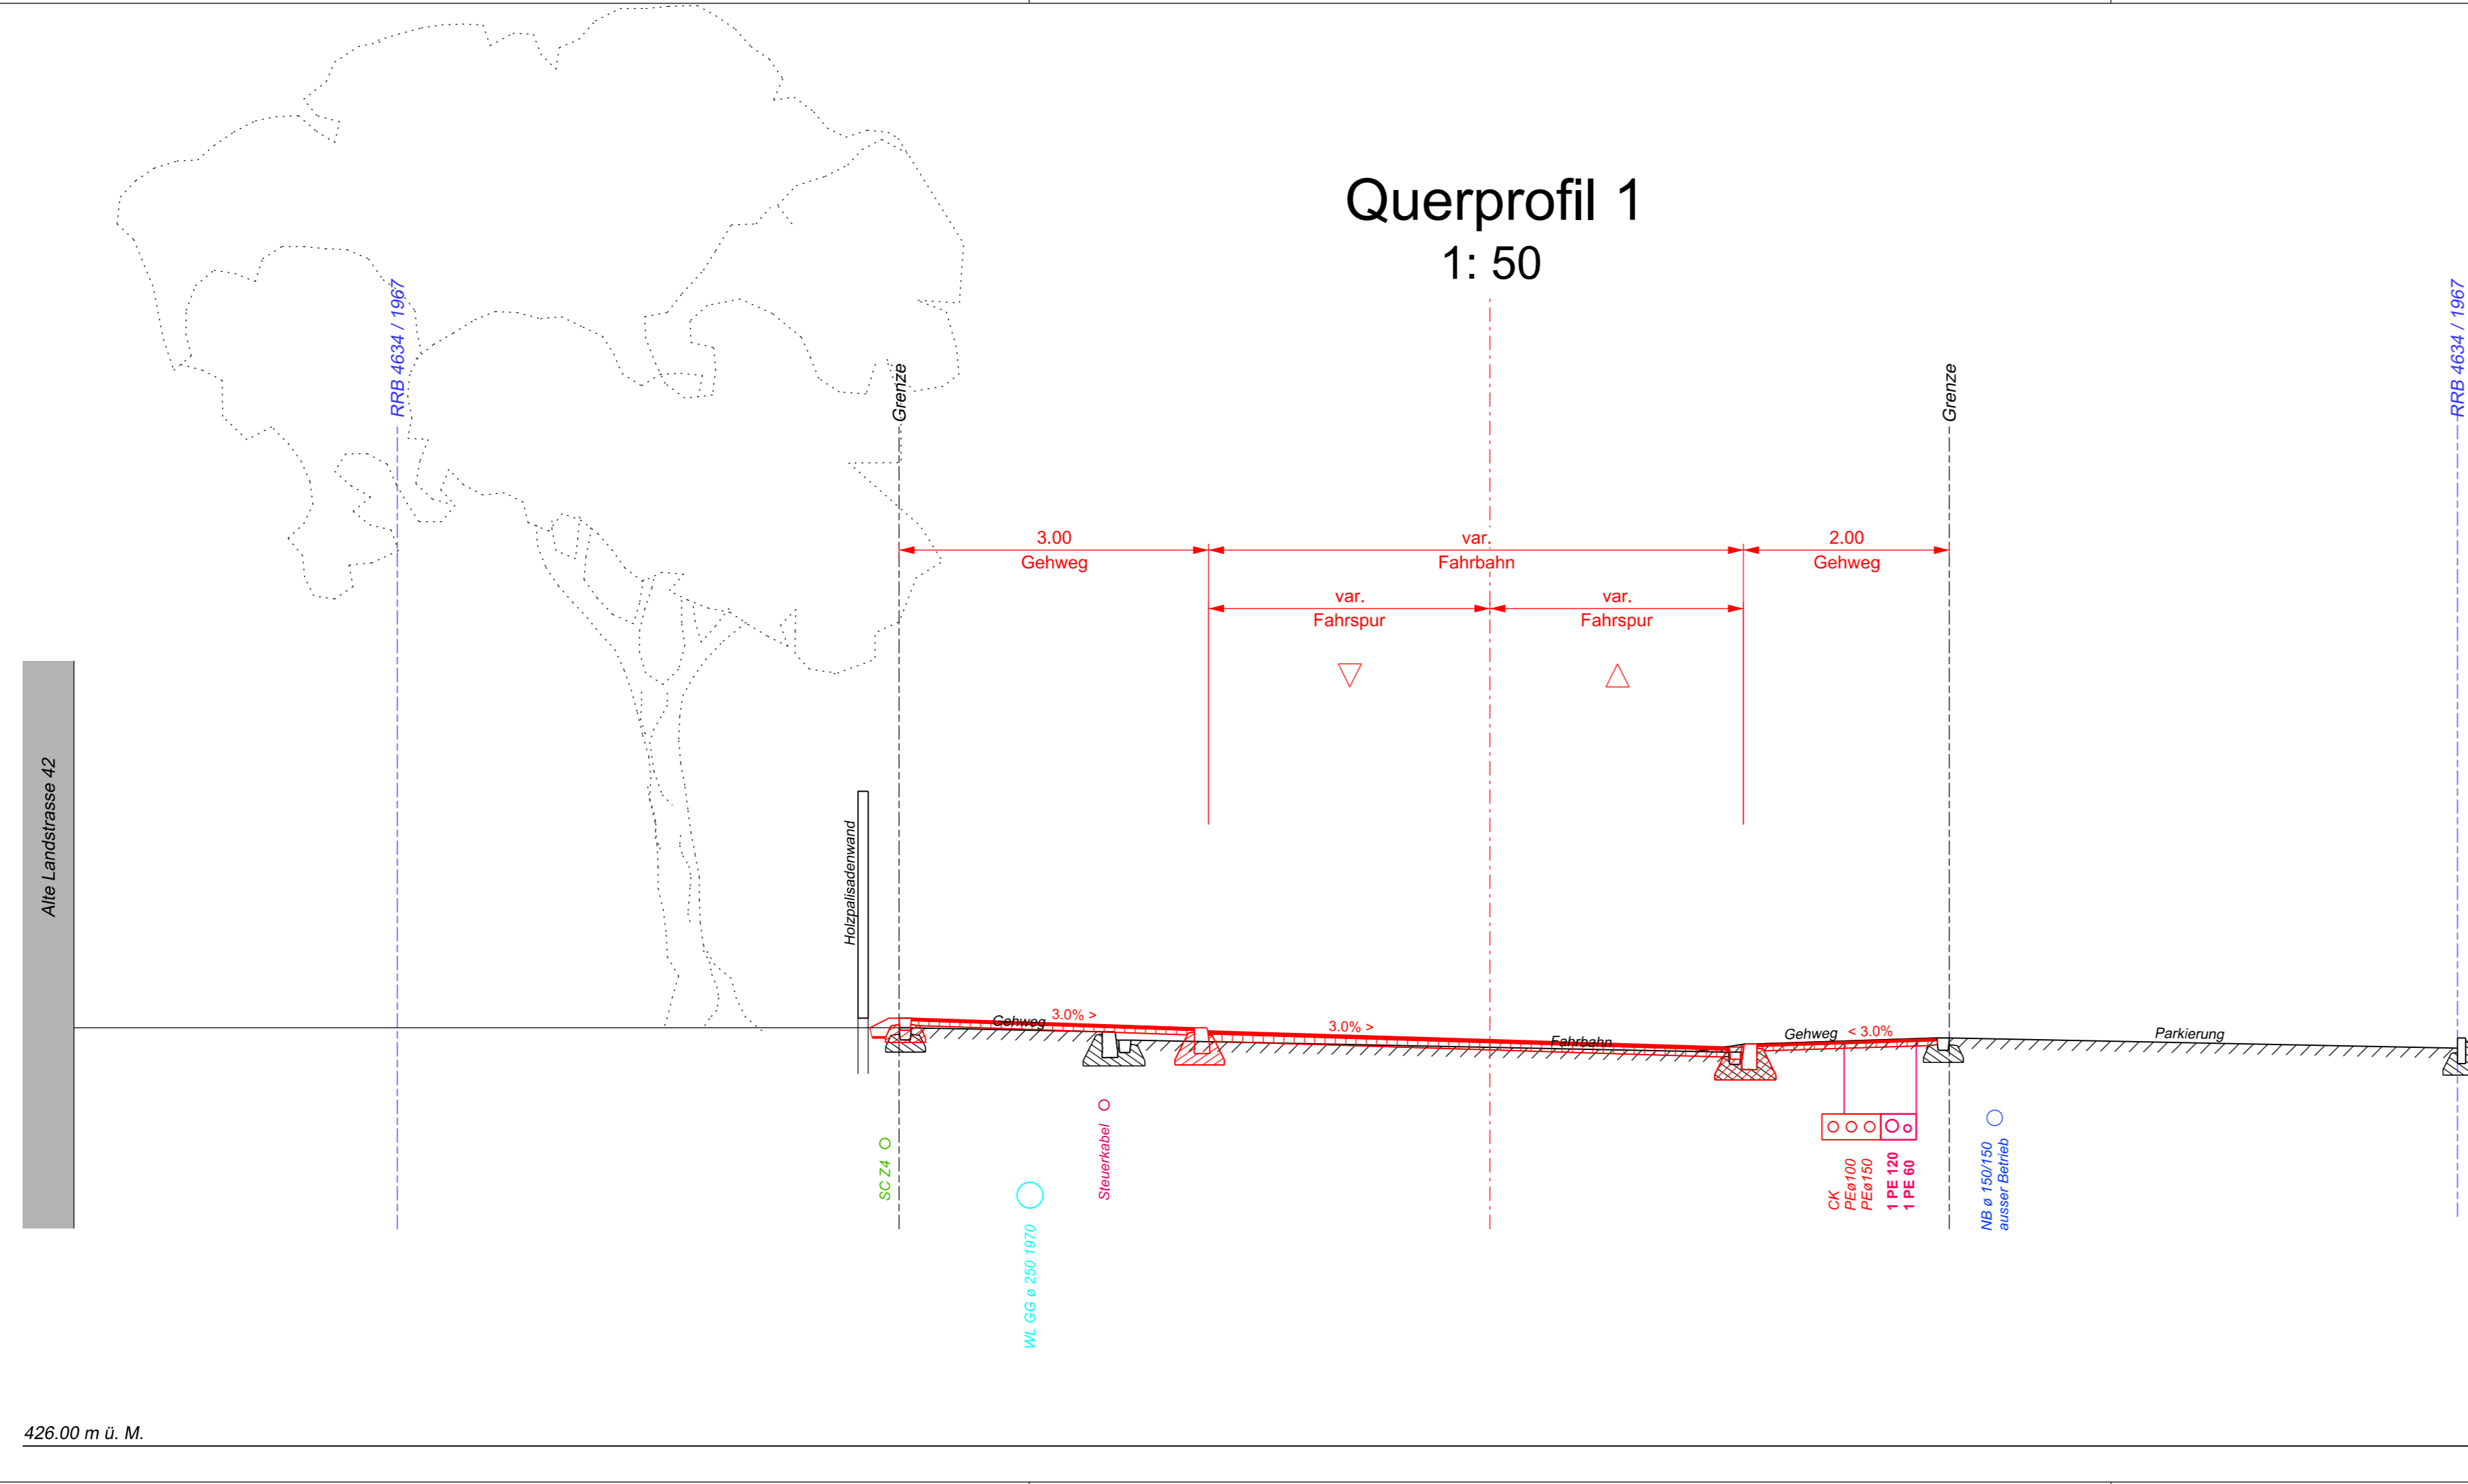 Querprofil 1
1: 50
RRB 4634 / 1967
Grenze
Grenze
RRB 4634 / 1967
3.00
Gehweg
var.
Fahrbahn
2.00
Gehweg
var.
Fahrspur
var.
Fahrspur
Alte Landstrasse 42
Holzpalisadenwand
Gehweg
3.0% >
3.0% >
Fahrbahn
Gehweg
< 3.0%
Parkierung
SC Z4
WL GG ø 250 1970
Steuerkabel
CK
PEø100
PEø150
1 PE 120
1 PE 60
NB ø 150/150
ausser Betrieb
426.00 m ü. M.